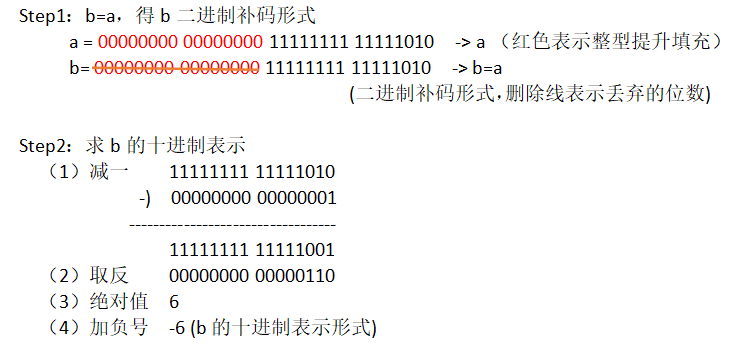 Step1：b=a，得 b 二进制补码形式
a = 00000000 00000000 11111111 11111010 -> a （红色表示整型提升填充）
b= 00000000 00000000 11111111 11111010 -> b=a
(二进制补码形式，删除线表示丢弃的位数)
Step2：求 b 的十进制表示
（1）减一 11111111 11111010
-) 00000000 00000001
-----------------------------------
11111111 11111001
（2）取反 00000000 00000110
（3）绝对值 6
（4）加负号 -6 (b 的十进制表示形式)